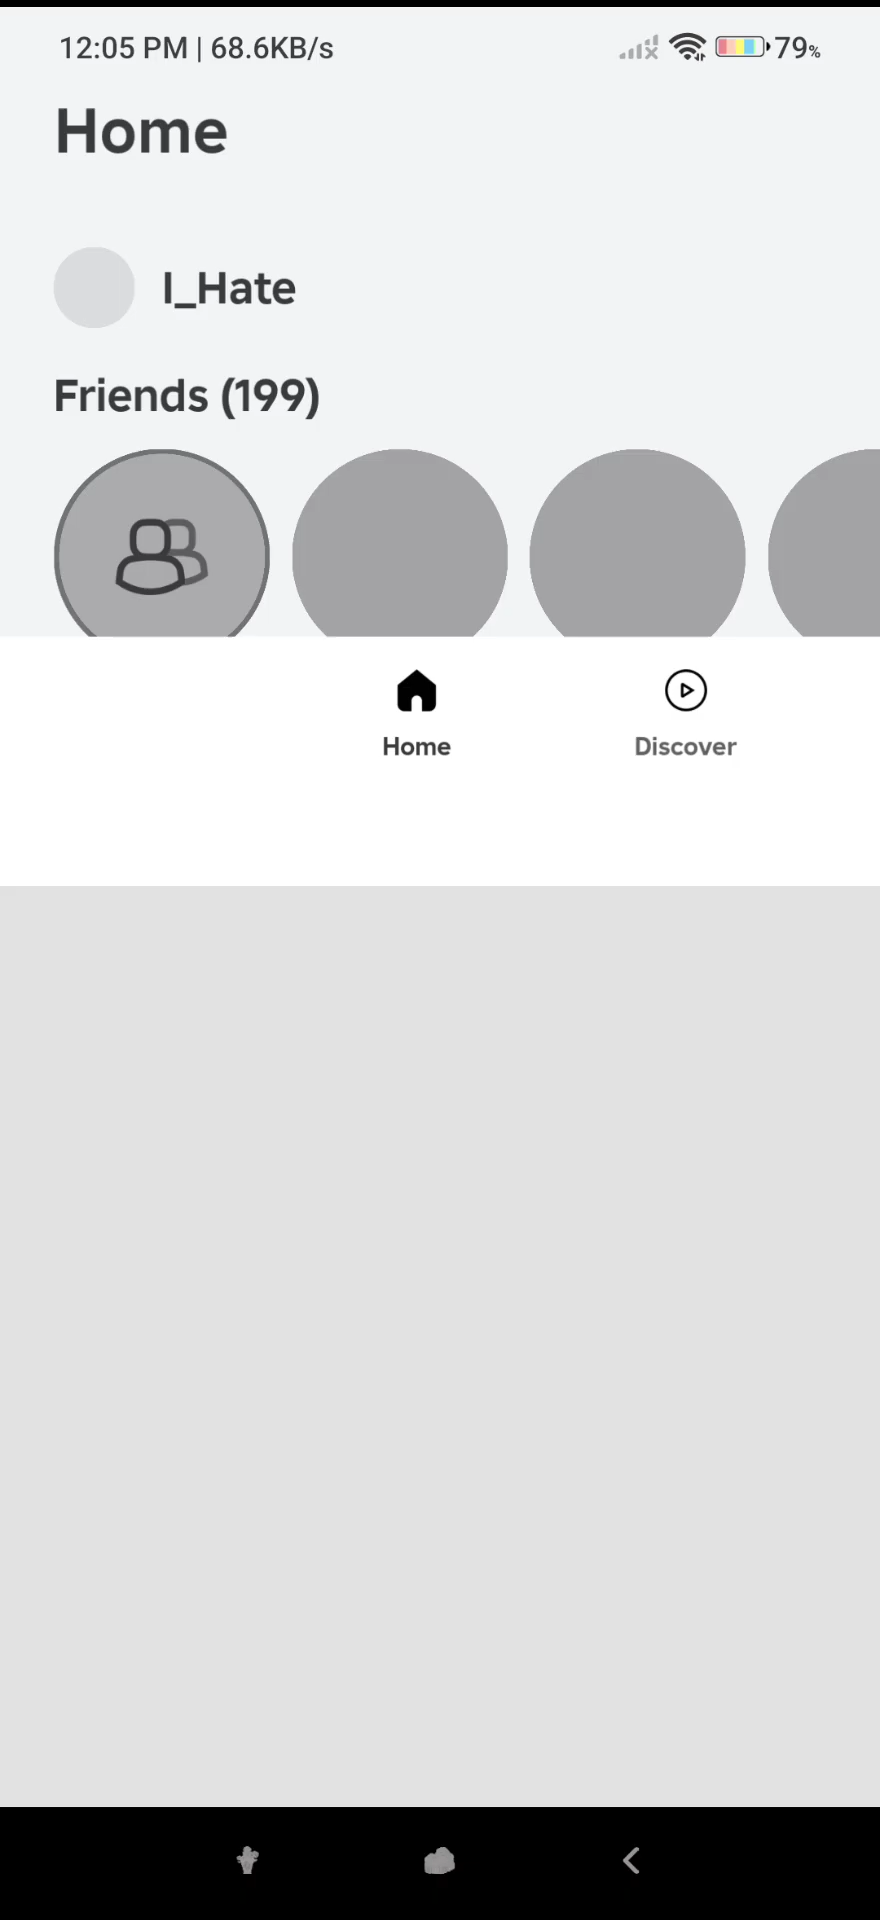 12:05 PM | 68.6KB/s 79%
Home
I_Hate
Friends (199)
Home Discover